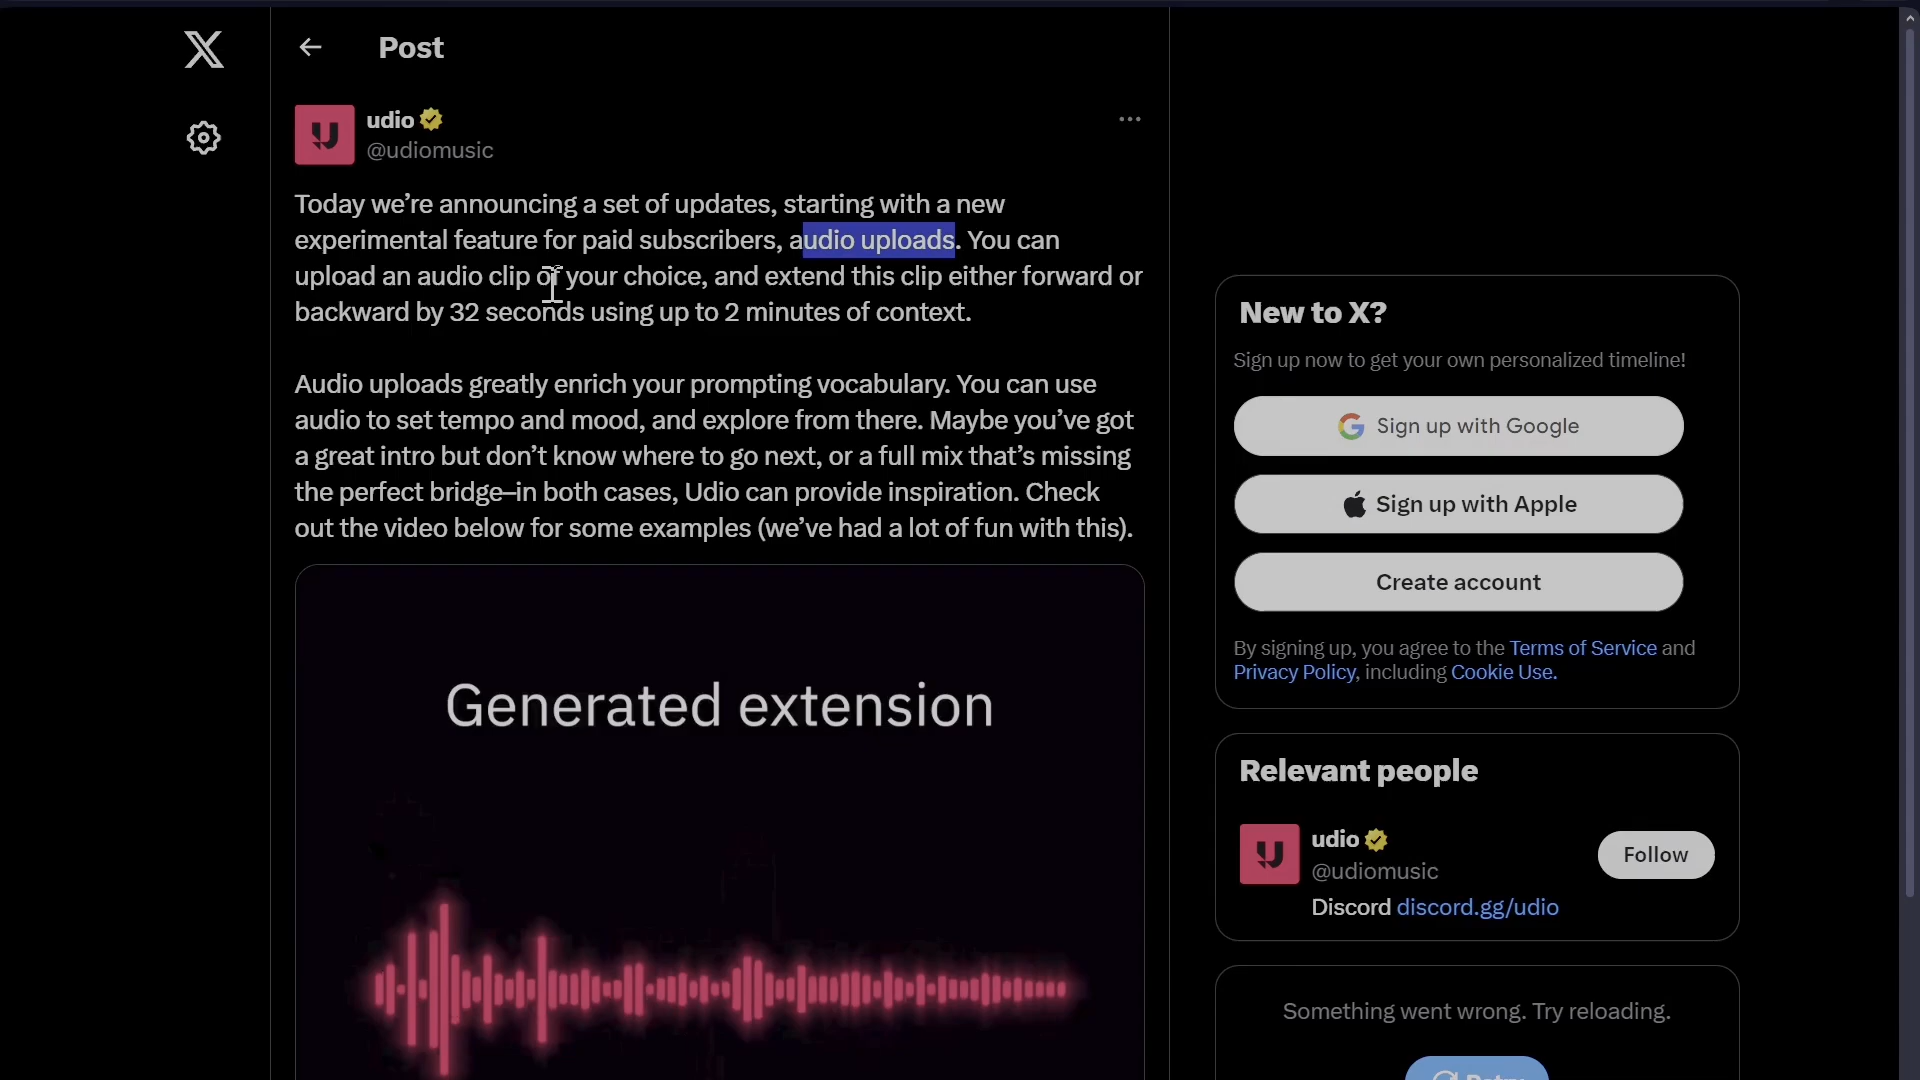 Post
udio
@udiomusic
Today we’re announcing a set of updates, starting with a new
experimental feature for paid subscribers, audio uploads. You can
upload an audio clip of your choice, and extend this clip either forward or
backward by 32 seconds using up to 2 minutes of context.
Audio uploads greatly enrich your prompting vocabulary. You can use
audio to set tempo and mood, and explore from there. Maybe you’ve got
a great intro but don’t know where to go next, or a full mix that’s missing
the perfect bridge–in both cases, Udio can provide inspiration. Check
out the video below for some examples (we’ve had a lot of fun with this).
Generated extension
New to X?
Sign up now to get your own personalized timeline!
Sign up with Google
Sign up with Apple
Create account
By signing up, you agree to the Terms of Service and
Privacy Policy, including Cookie Use.
Relevant people
udio
@udiomusic
Follow
Discord discord.gg/udio
Something went wrong. Try reloading.
Retry